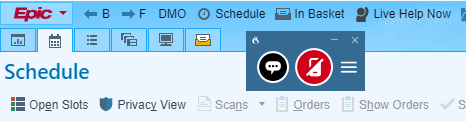 Epic B F DMO Schedule In Basket Live Help Now
Schedule
Open Slots Privacy View Scans Orders Show Orders S